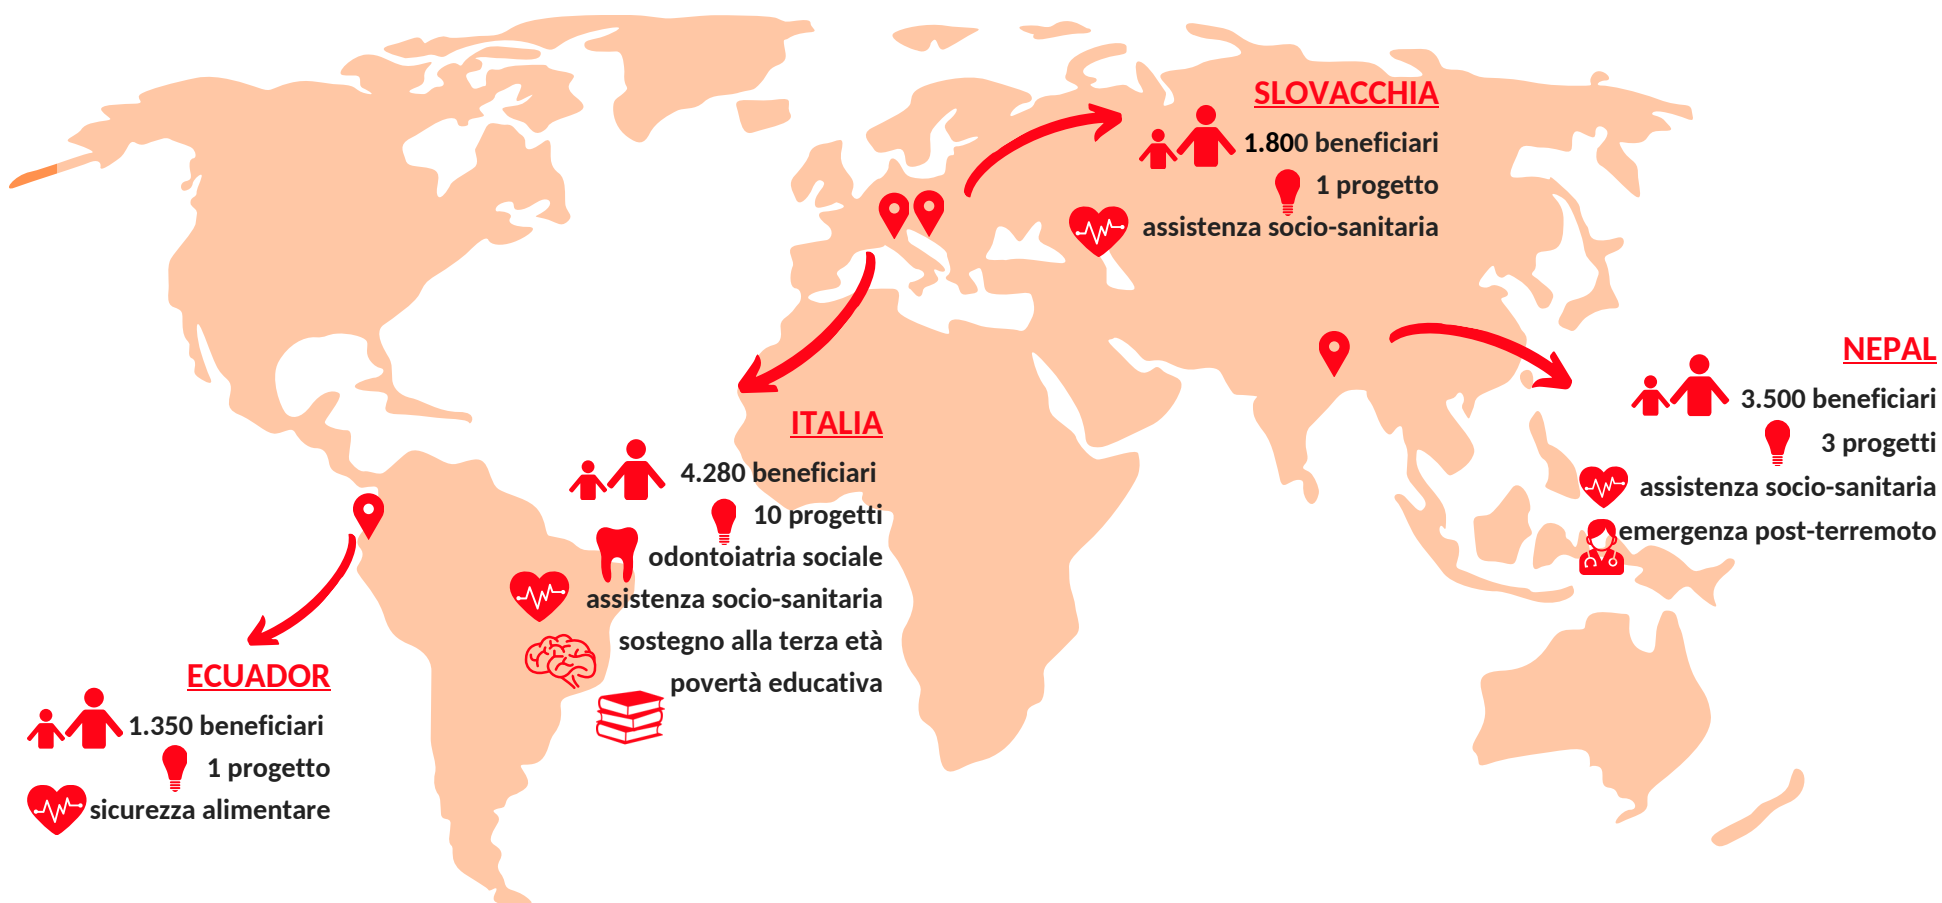 SLOVACCHIA
1.800 beneficiari
1 progetto
assistenza socio-sanitaria
NEPAL
3.500 beneficiari
3 progetti
assistenza socio-sanitaria
emergenza post-terremoto
ITALIA
4.280 beneficiari
10 progetti
odontoiatria sociale
assistenza socio-sanitaria
sostegno alla terza età
povertà educativa
ECUADOR
1.350 beneficiari
1 progetto
sicurezza alimentare